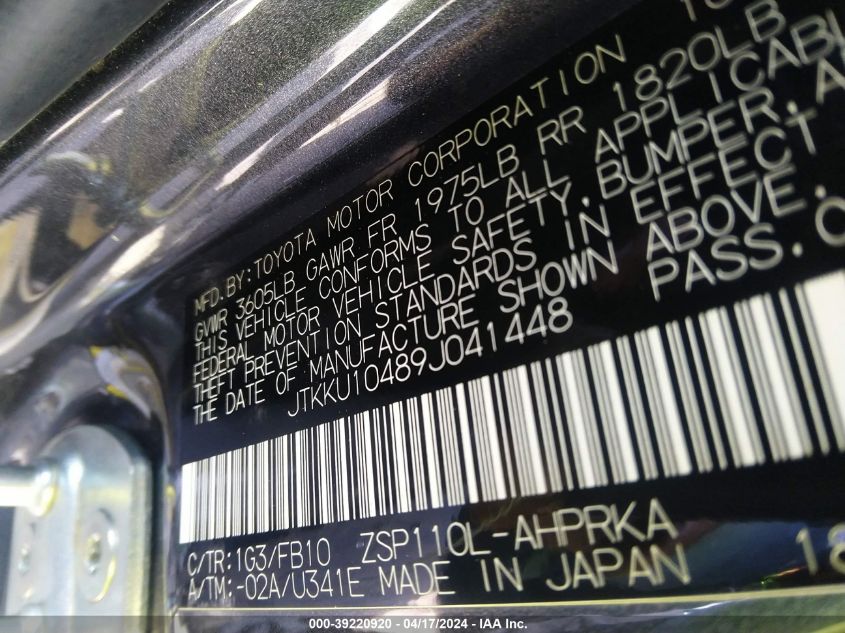 MFD. BY: TOYOTA MOTOR CORPORATION
GVWR 3605LB GAWR FR 1975LB RR 1820LB
THIS VEHICLE CONFORMS TO ALL
FEDERAL MOTOR VEHICLE SAFETY, BUMPER,
THEFT PREVENTION STANDARDS IN EFFECT
THE DATE OF MANUFACTURE SHOWN ABOVE.
JTKKU10489J041448 PASS.
C/TR: 1G3/FB10 ZSP110L-AHPRKA
A/TM: -02A/U341E MADE IN JAPAN
000-39220920 - 04/17/2024 - IAA Inc.